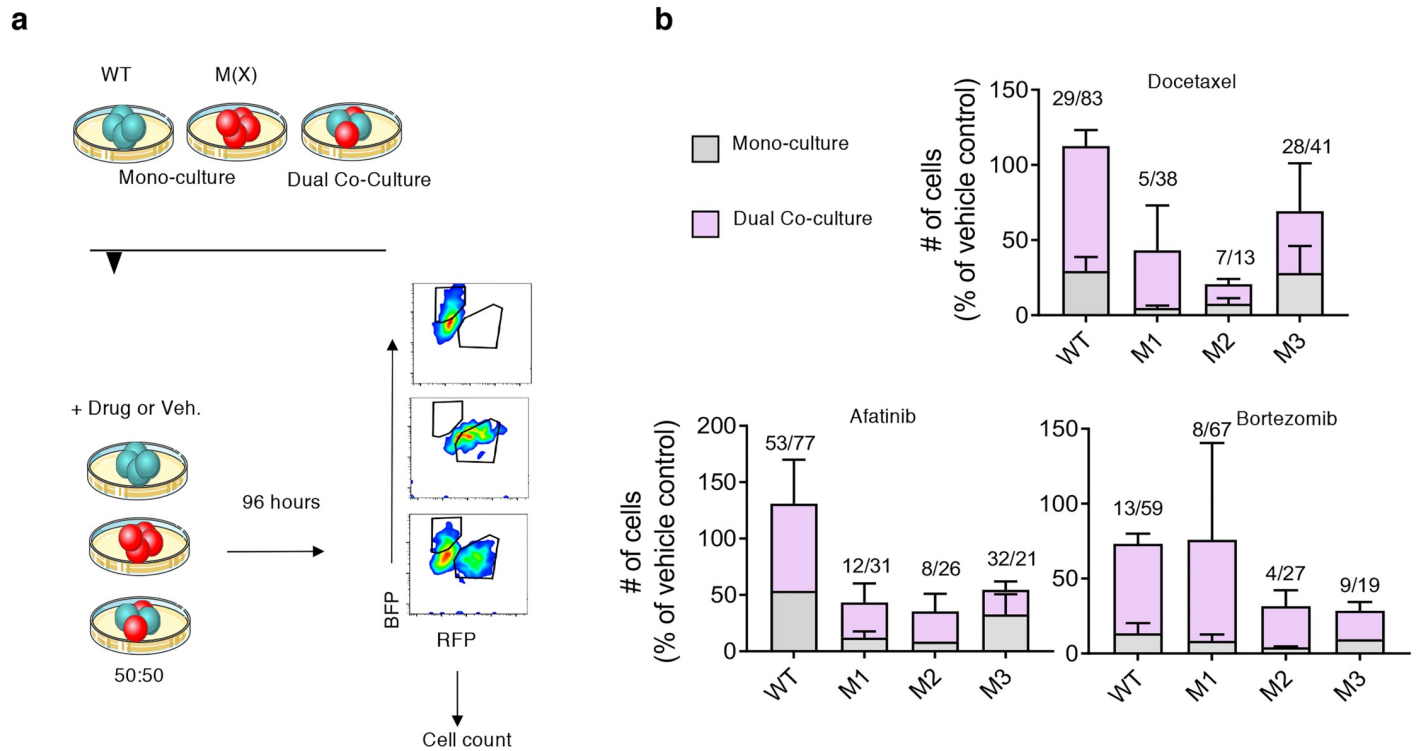 a
WT
M(X)
Mono-culture
Dual Co-Culture
+ Drug or Veh.
96 hours
50:50
BFP
RFP
Cell count
b
Mono-culture
Dual Co-culture
Docetaxel
# of cells
(% of vehicle control)
150
100
50
0
29/83
5/38
7/13
28/41
WT
M1
M2
M3
Afatinib
# of cells
(% of vehicle control)
200
150
100
50
0
53/77
12/31
8/26
32/21
WT
M1
M2
M3
Bortezomib
150
100
50
0
13/59
8/67
4/27
9/19
WT
M1
M2
M3